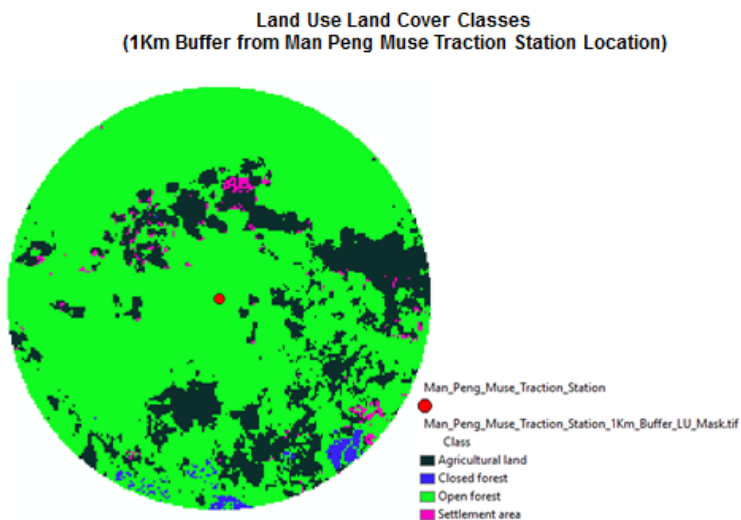 Land Use Land Cover Classes
(1Km Buffer from Man Peng Muse Traction Station Location)
Man_Peng_Muse_Traction_Station
Man_Peng_Muse_Traction_Station_1Km_Buffer_LU_Mask.tif
Class
Agricultural land
Closed forest
Open forest
Settlement area